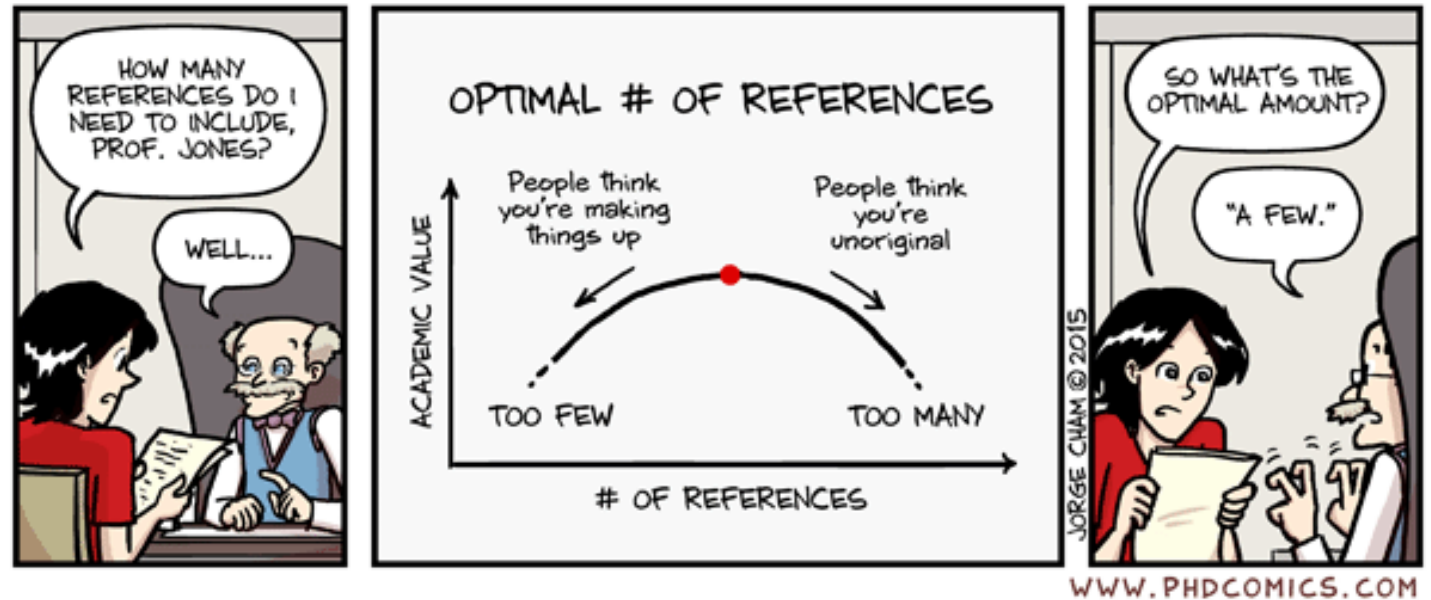 HOW MANY
REFERENCES DO I
NEED TO INCLUDE,
PROF. JONES?
WELL...
OPTIMAL # OF REFERENCES
People think
you're making
things up
People think
you're
unoriginal
ACADEMIC VALUE
TOO FEW
TOO MANY
# OF REFERENCES
SO WHAT'S THE
OPTIMAL AMOUNT?
"A FEW."
JORGE CHAM © 2015
WWW.PHDCOMICS.COM